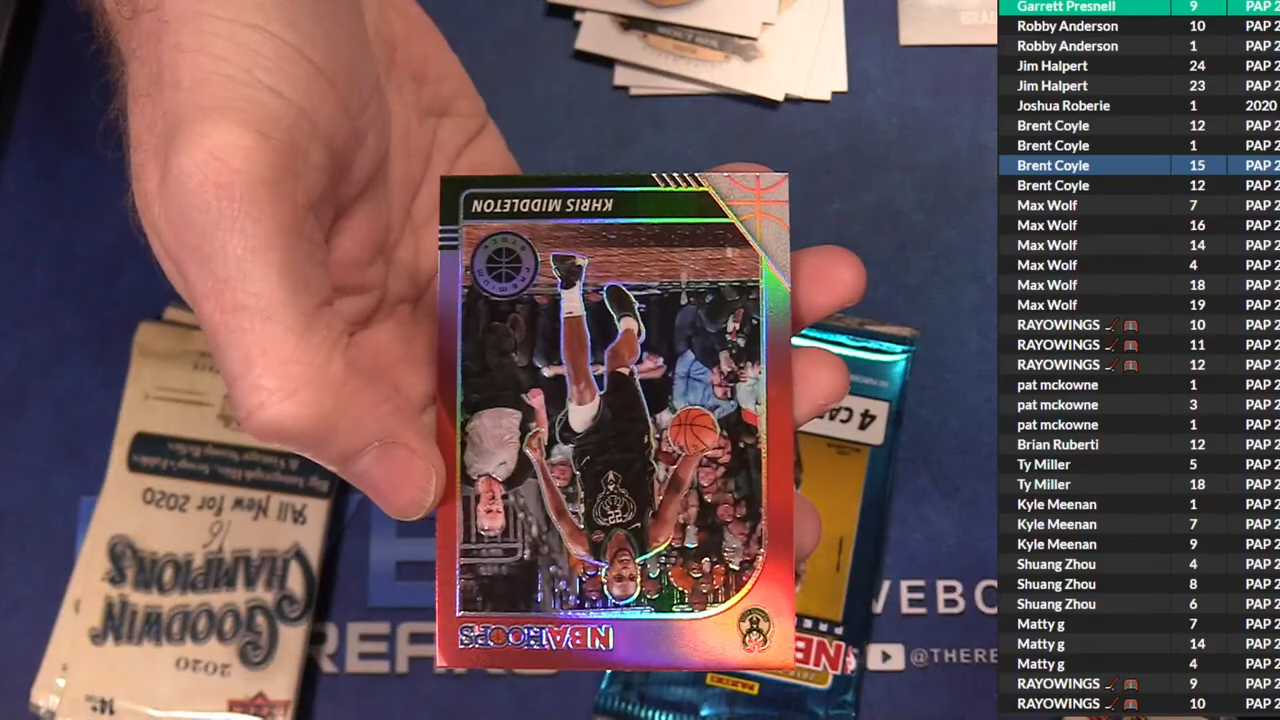 Garrett Presnell 9 PAP 2
Robby Anderson 10 PAP 2
Robby Anderson 1 PAP 2
Jim Halpert 24 PAP 2
Jim Halpert 23 PAP 2
Joshua Roberie 1 2020
Brent Coyle 12 PAP 2
Brent Coyle 1 PAP 2
Brent Coyle 15 PAP 2
Brent Coyle 12 PAP 2
Max Wolf 7 PAP 2
Max Wolf 16 PAP 2
Max Wolf 14 PAP 2
Max Wolf 4 PAP 2
Max Wolf 18 PAP 2
Max Wolf 19 PAP 2
RAYOWINGS 10 PAP 2
RAYOWINGS 11 PAP 2
RAYOWINGS 12 PAP 2
pat mckowne 1 PAP 2
pat mckowne 3 PAP 2
pat mckowne 1 PAP 2
Brian Ruberti 12 PAP 2
Ty Miller 5 PAP 2
Ty Miller 18 PAP 2
Kyle Meenan 1 PAP 2
Kyle Meenan 7 PAP 2
Kyle Meenan 9 PAP 2
Shuang Zhou 4 PAP 2
Shuang Zhou 8 PAP 2
Shuang Zhou 6 PAP 2
Matty g 7 PAP 2
Matty g 14 PAP 2
Matty g 4 PAP 2
RAYOWINGS 9 PAP 2
RAYOWINGS 10 PAP 2
KHRIS MIDDLETON
PREMIUM STOCK
22
NBA HOOPS
4 CAR
PANINI
All New for 2020
16
GOODWIN
CHAMPIONS
2020
14
REAK
VEBO
@THERE